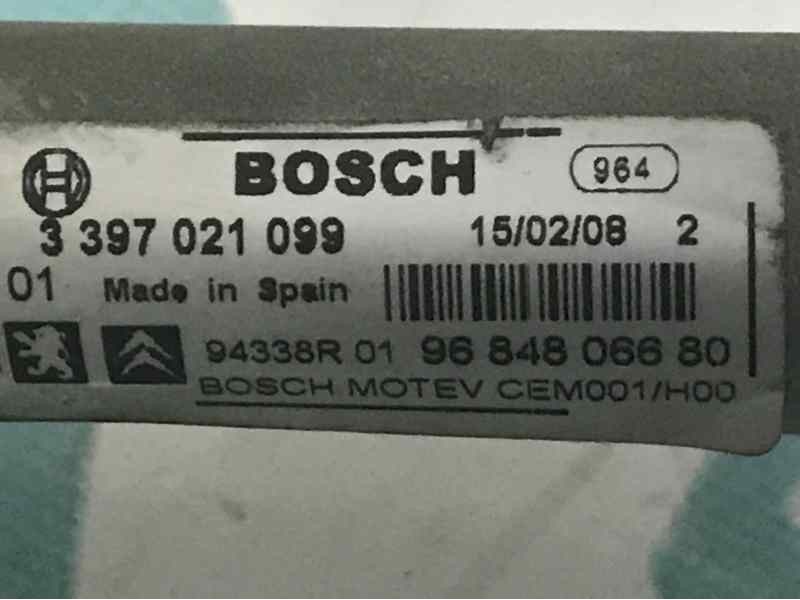 BOSCH 964
3 397 021 099 15/02/08 2
01 Made in Spain
94338R 01 96 848 066 80
BOSCH MOTEV CEM001/H00